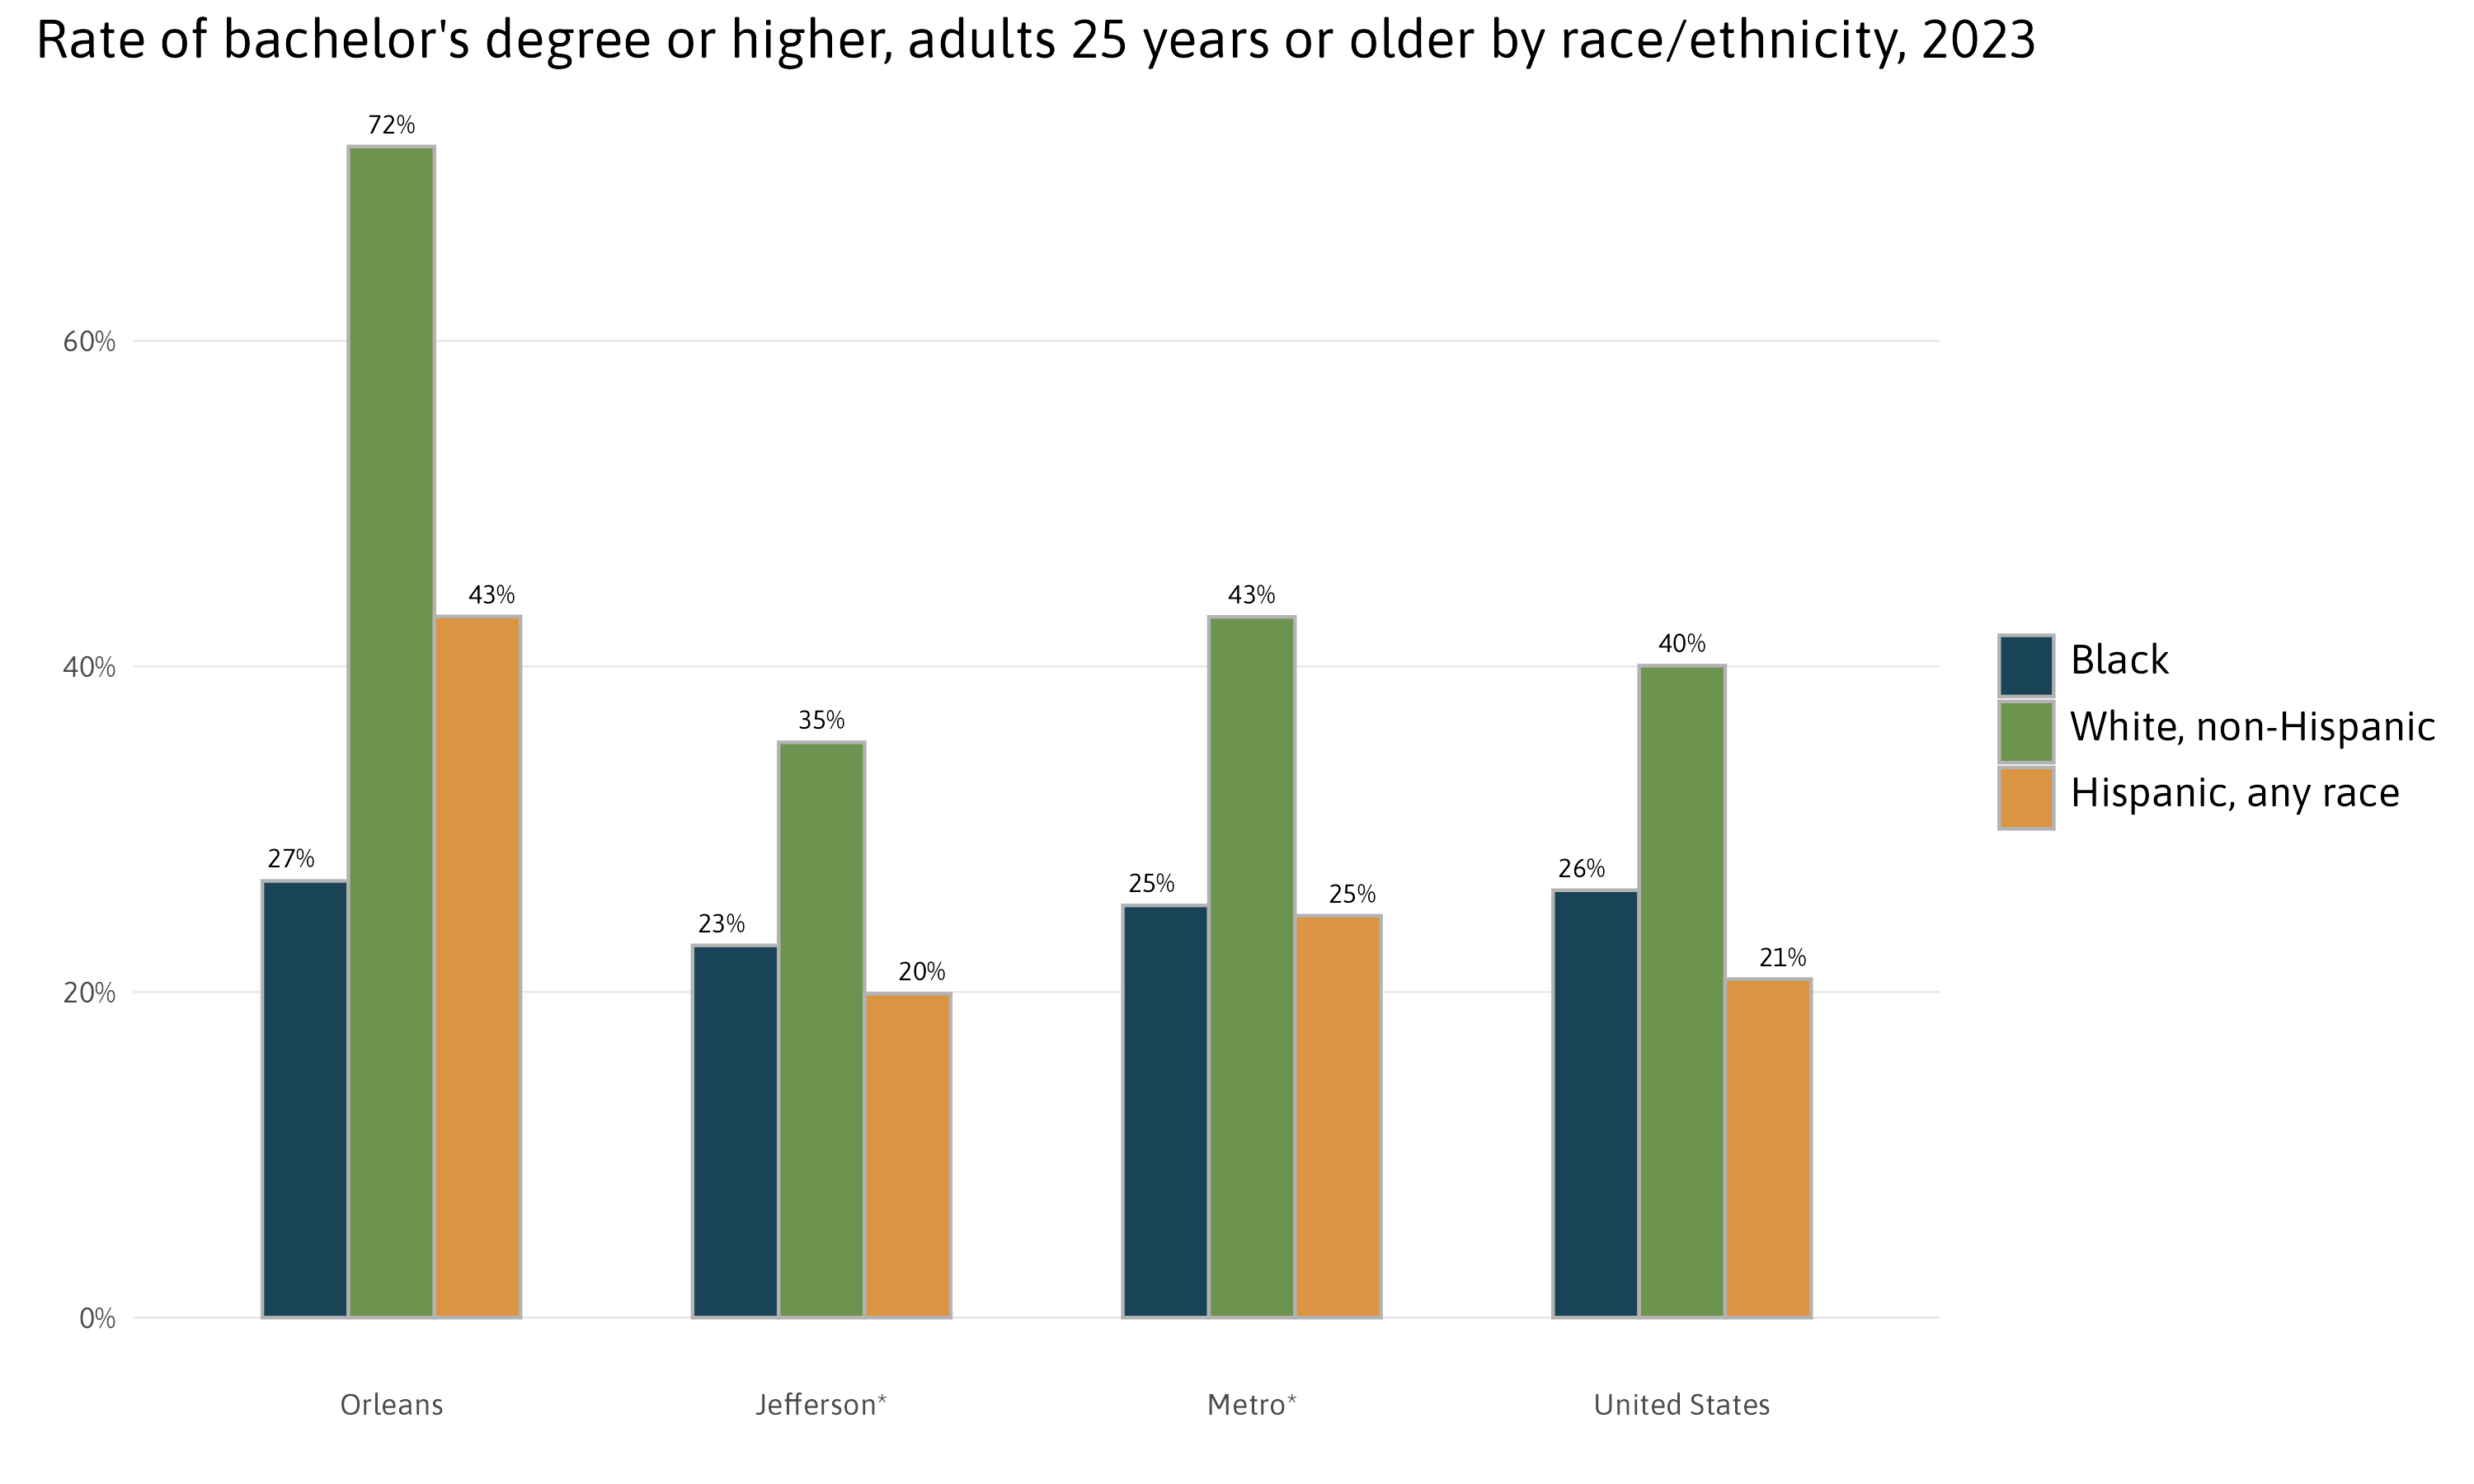 Rate of bachelor's degree or higher, adults 25 years or older by race/ethnicity, 2023
72%
60%
43%
43%
40%
40%
35%
27%
26%
25%
25%
23%
21%
20%
20%
0%
Black
White, non-Hispanic
Hispanic, any race
Orleans
Jefferson*
Metro*
United States